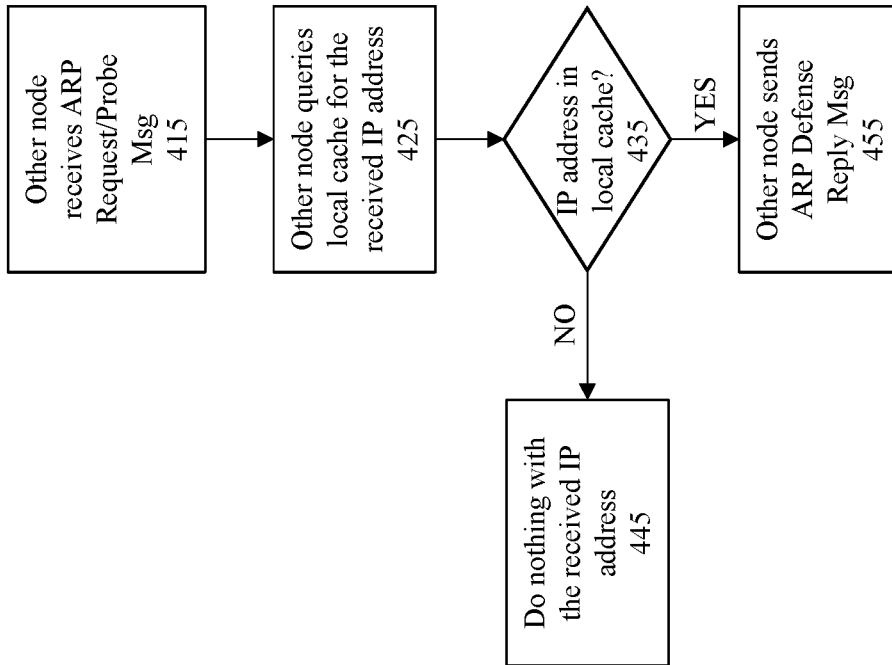 Other node
receives ARP
Request/Probe
Msg
415
Other node queries
local cache for the
received IP address
425
IP address in
local cache?
435
NO
YES
Do nothing with
the received IP
address
445
Other node sends
ARP Defense
Reply Msg
455